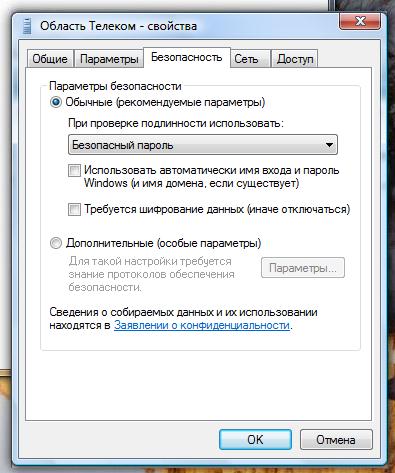 Область Телеком - свойства
Общие Параметры Безопасность Сеть Доступ
Параметры безопасности
Обычные (рекомендуемые параметры)
При проверке подлинности использовать:
Безопасный пароль
Использовать автоматически имя входа и пароль
Windows (и имя домена, если существует)
Требуется шифрование данных (иначе отключаться)
Дополнительные (особые параметры)
Для такой настройки требуется
знание протоколов обеспечения
безопасности.
Параметры...
Сведения о собираемых данных и их использовании
находятся в Заявлении о конфиденциальности.
OK Отмена